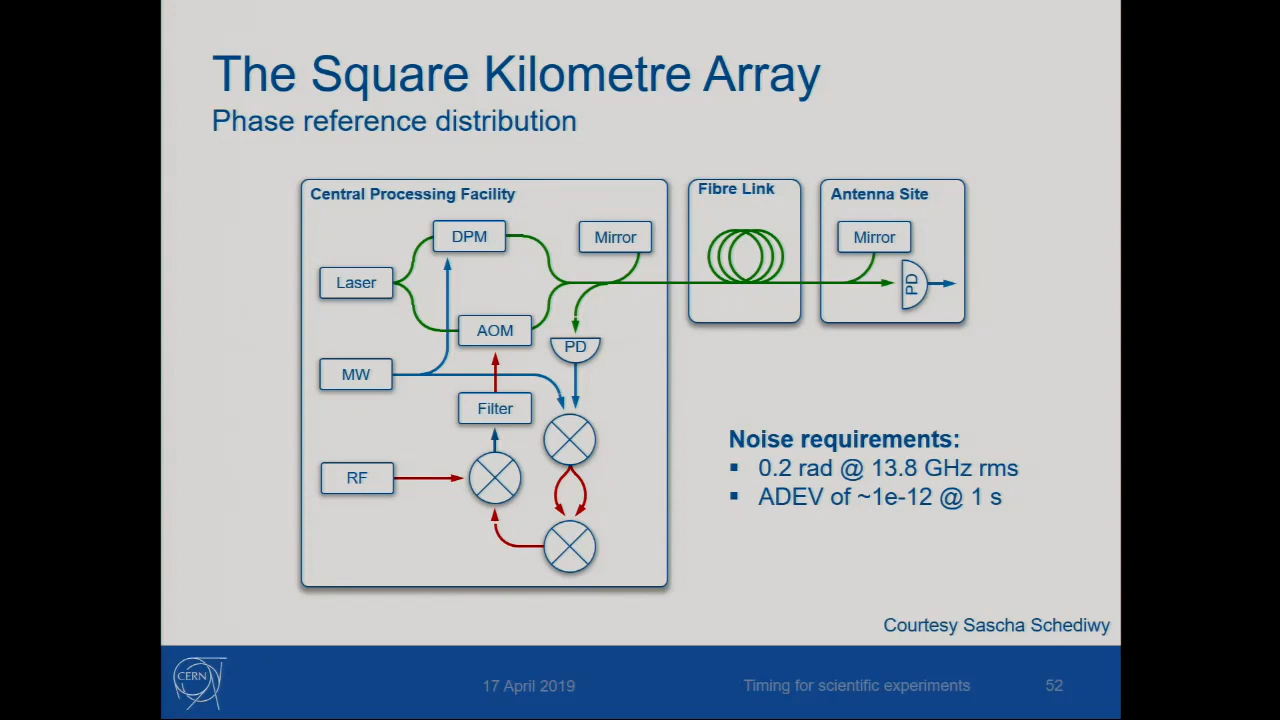 The Square Kilometre Array
Phase reference distribution
Central Processing Facility
Fibre Link
Antenna Site
DPM
Mirror
Mirror
Laser
PD
AOM
PD
MW
Filter
RF
Noise requirements:
▪ 0.2 rad @ 13.8 GHz rms
▪ ADEV of ~1e-12 @ 1 s
Courtesy Sascha Schediwy
CERN
17 April 2019
Timing for scientific experiments
52